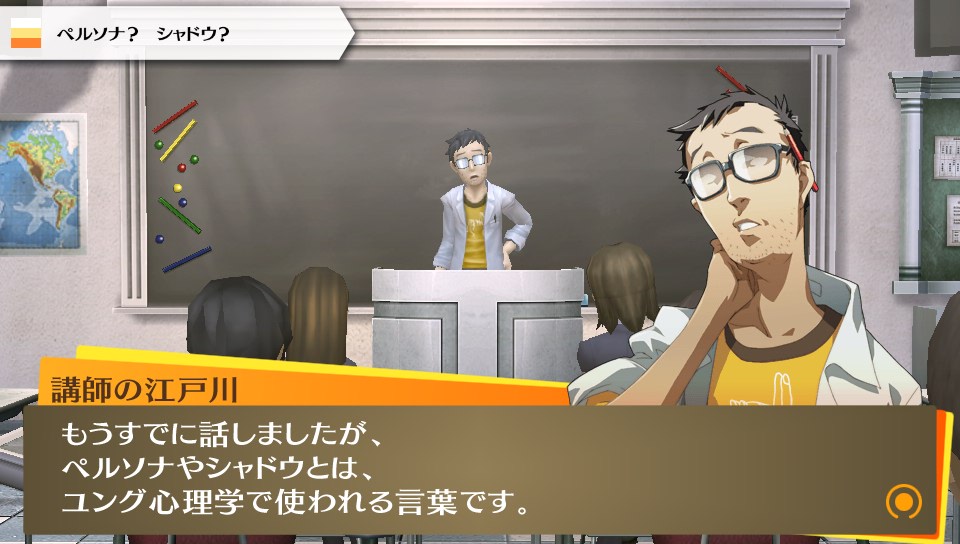 ペルソナ？　シャドウ？
講師の江戸川
もうすでに話しましたが、
ペルソナやシャドウとは、
ユング心理学で使われる言葉です。